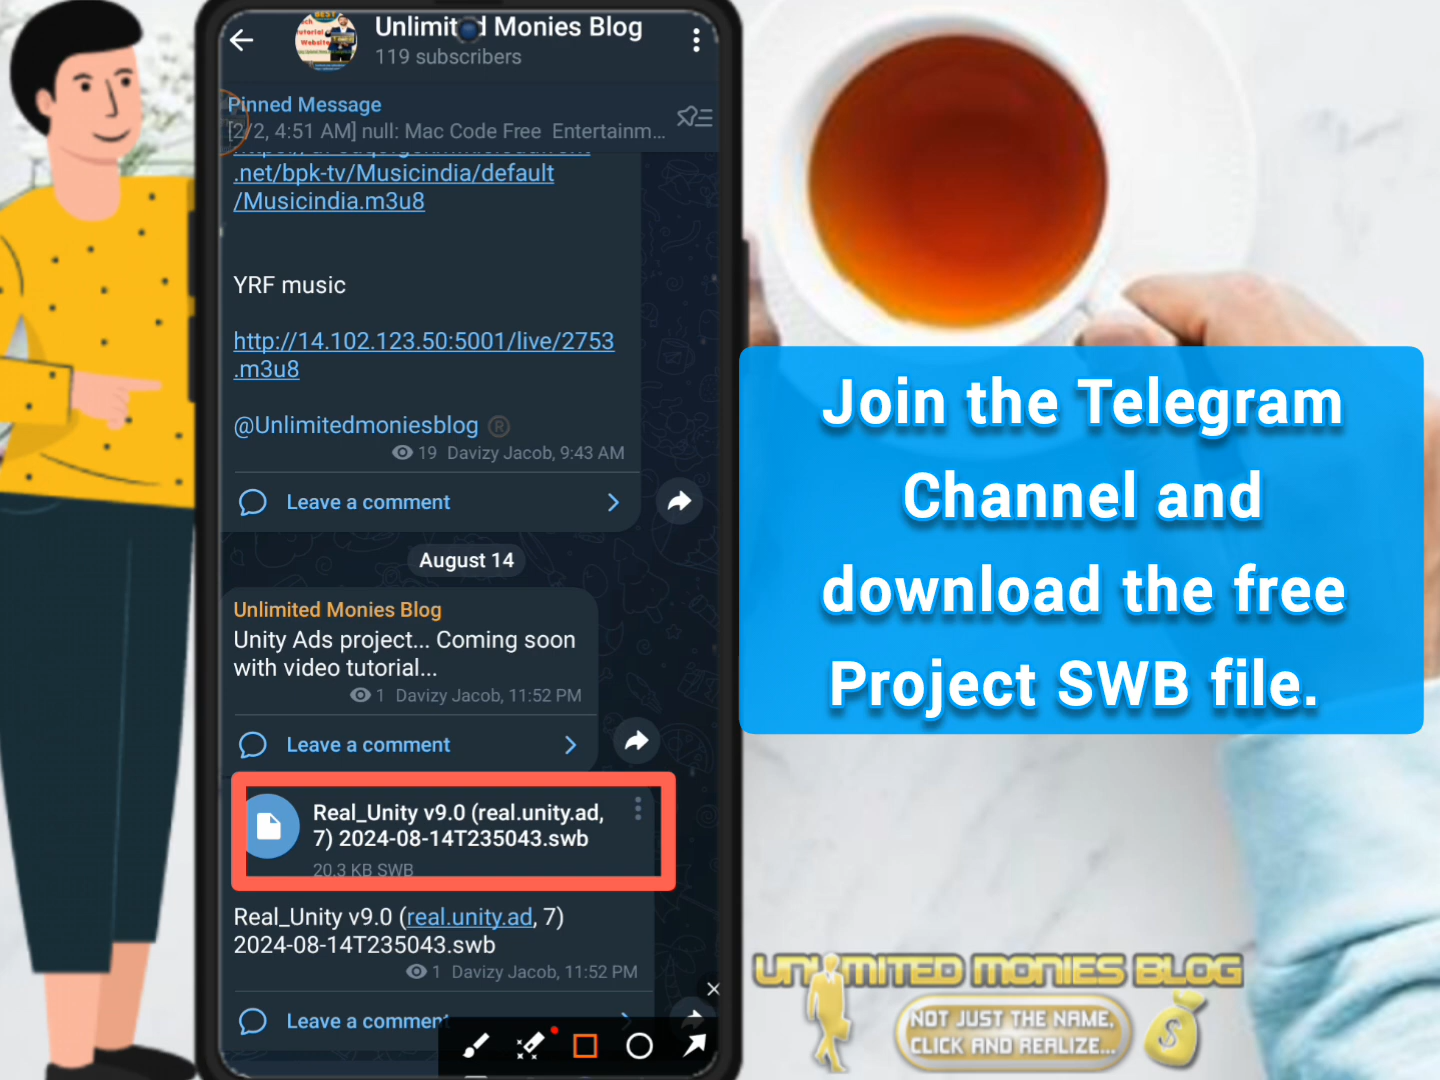 Unlimited Monies Blog
119 subscribers
Pinned Message
[2/2, 4:51 AM] null: Mac Code Free Entertainm...
.net/bpk-tv/Musicindia/default
/Musicindia.m3u8
YRF music
http://14.102.123.50:5001/live/2753
.m3u8
@Unlimitedmoniesblog ®
19 Davizy Jacob, 9:43 AM
Leave a comment
August 14
Unlimited Monies Blog
Unity Ads project... Coming soon
with video tutorial...
1 Davizy Jacob, 11:52 PM
Leave a comment
Real_Unity v9.0 (real.unity.ad,
7) 2024-08-14T235043.swb
20.3 KB SWB
Real_Unity v9.0 (real.unity.ad, 7)
2024-08-14T235043.swb
1 Davizy Jacob, 11:52 PM
Leave a comment
Join the Telegram
Channel and
download the free
Project SWB file.
UNLIMITED MONIES BLOG
NOT JUST THE NAME,
CLICK AND REALIZE...
$